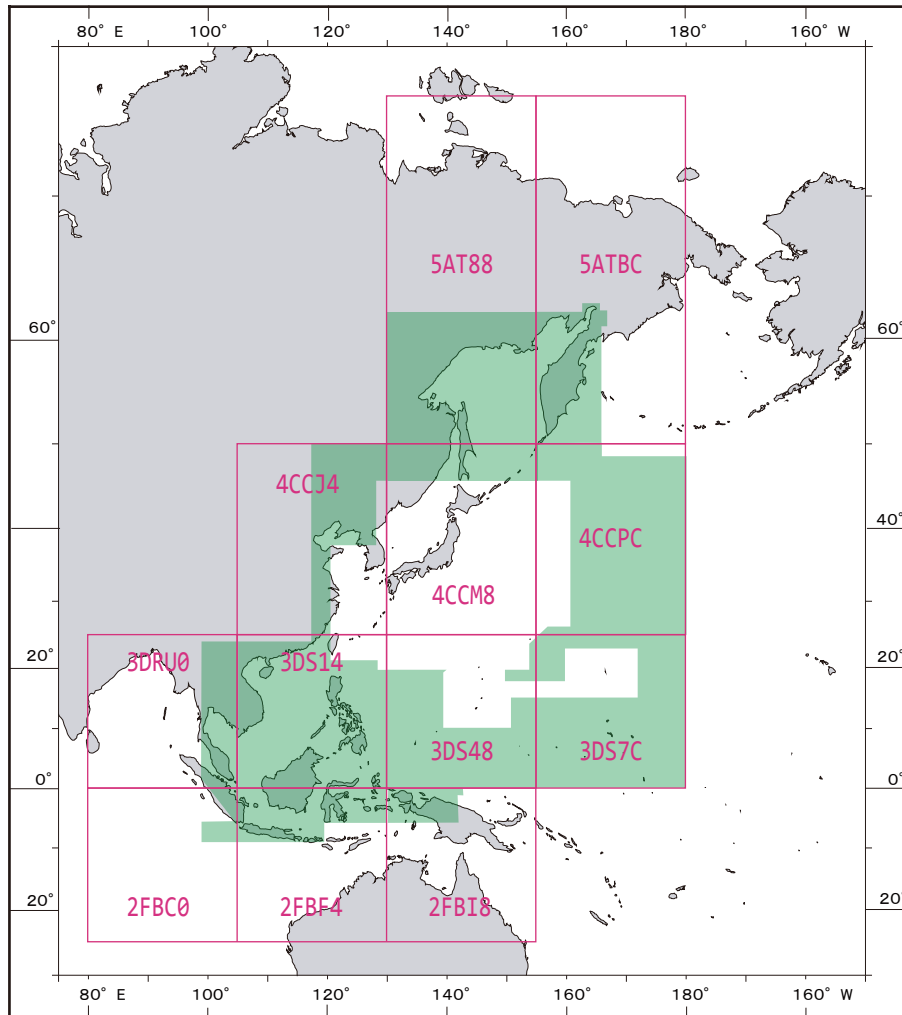 80° E 100° 120° 140° 160° 180° 160° W
5AT88 5ATBC
60° 60°
4CCJ4
40° 4CCPC 40°
4CCM8
20° 3DRU0 3DS14 20°
3DS48 3DS7C
0° 0°
20° 2FBC0 2FBF4 2FBI8 20°
80° E 100° 120° 140° 160° 180° 160° W